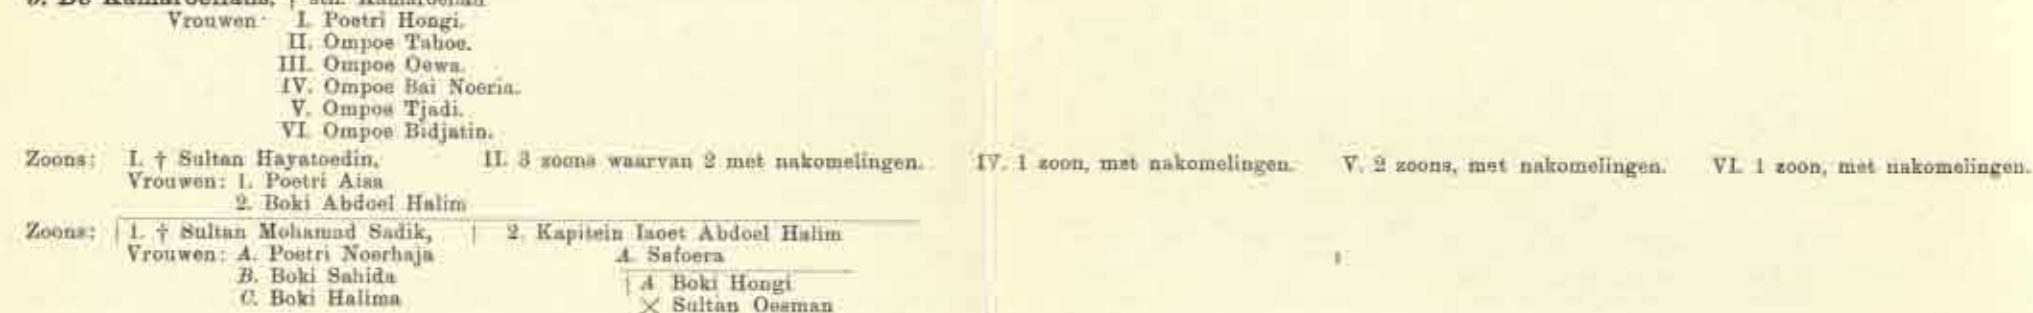 Vrouwen I. Poetri Hongi.
II. Ompoe Tahoe.
III. Ompoe Oewa.
IV. Ompoe Bai Noeria.
V. Ompoe Tjadi.
VI. Ompoe Bidjatin.
Zoons: I. † Sultan Hayatoedin, II. 3 zoons waarvan 2 met nakomelingen. IV. 1 zoon, met nakomelingen. V. 2 zoons, met nakomelingen. VI. 1 zoon, met nakomelingen.
Vrouwen: 1. Poetri Aisa
2. Boki Abdoel Halim
Zoons: 1. † Sultan Mohamad Sadik, 2. Kapitein laoet Abdoel Halim
Vrouwen: A. Poetri Noerhaja A. Safoera
B. Boki Sahida A Boki Hongi
C. Boki Halima × Sultan Oesman